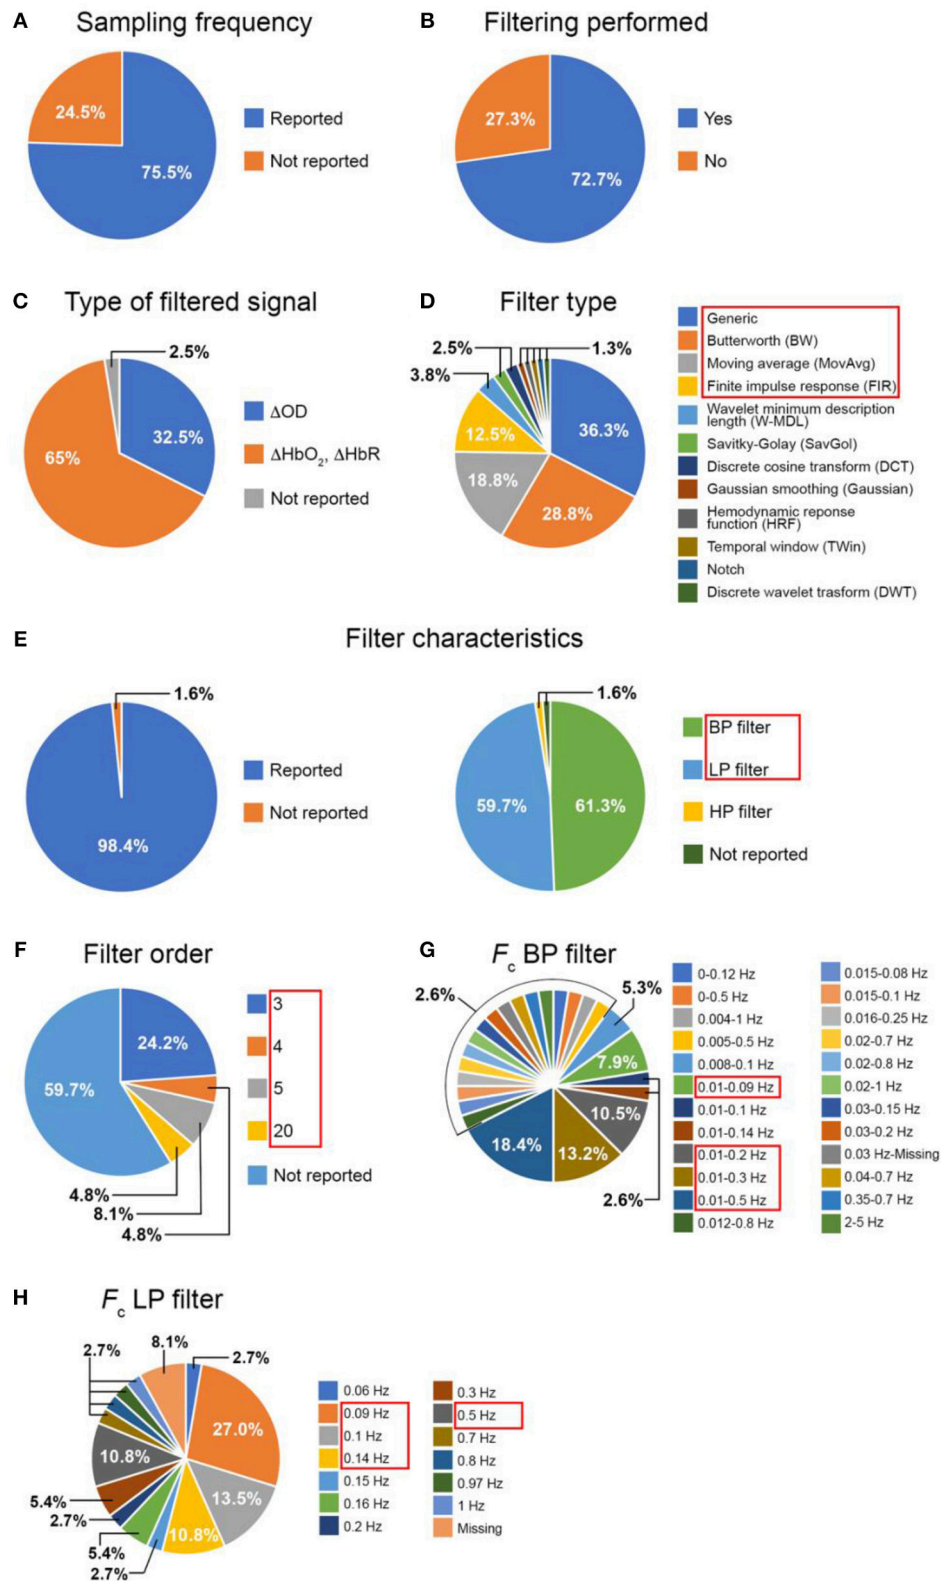 A Sampling frequency
24.5%
75.5%
Reported
Not reported
B Filtering performed
27.3%
72.7%
Yes
No
C Type of filtered signal
2.5%
32.5%
65%
ΔOD
ΔHbO₂, ΔHbR
Not reported
D Filter type
2.5%
1.3%
3.8%
12.5%
36.3%
18.8%
28.8%
Generic
Butterworth (BW)
Moving average (MovAvg)
Finite impulse response (FIR)
Wavelet minimum description
length (W-MDL)
Savitky-Golay (SavGol)
Discrete cosine transform (DCT)
Gaussian smoothing (Gaussian)
Hemodynamic reponse
function (HRF)
Temporal window (TWin)
Notch
Discrete wavelet trasform (DWT)
E Filter characteristics
1.6%
98.4%
Reported
Not reported
1.6%
59.7%
61.3%
BP filter
LP filter
HP filter
Not reported
F Filter order
24.2%
59.7%
4.8%
8.1%
4.8%
3
4
5
20
Not reported
G Fc BP filter
2.6%
5.3%
7.9%
10.5%
18.4%
13.2%
2.6%
0-0.12 Hz
0-0.5 Hz
0.004-1 Hz
0.005-0.5 Hz
0.008-0.1 Hz
0.01-0.09 Hz
0.01-0.1 Hz
0.01-0.14 Hz
0.01-0.2 Hz
0.01-0.3 Hz
0.01-0.5 Hz
0.012-0.8 Hz
0.015-0.08 Hz
0.015-0.1 Hz
0.016-0.25 Hz
0.02-0.7 Hz
0.02-0.8 Hz
0.02-1 Hz
0.03-0.15 Hz
0.03-0.2 Hz
0.03 Hz-Missing
0.04-0.7 Hz
0.35-0.7 Hz
2-5 Hz
H Fc LP filter
8.1%
2.7%
2.7%
27.0%
10.8%
13.5%
5.4%
2.7%
10.8%
5.4%
2.7%
0.06 Hz
0.09 Hz
0.1 Hz
0.14 Hz
0.15 Hz
0.16 Hz
0.2 Hz
0.3 Hz
0.5 Hz
0.7 Hz
0.8 Hz
0.97 Hz
1 Hz
Missing